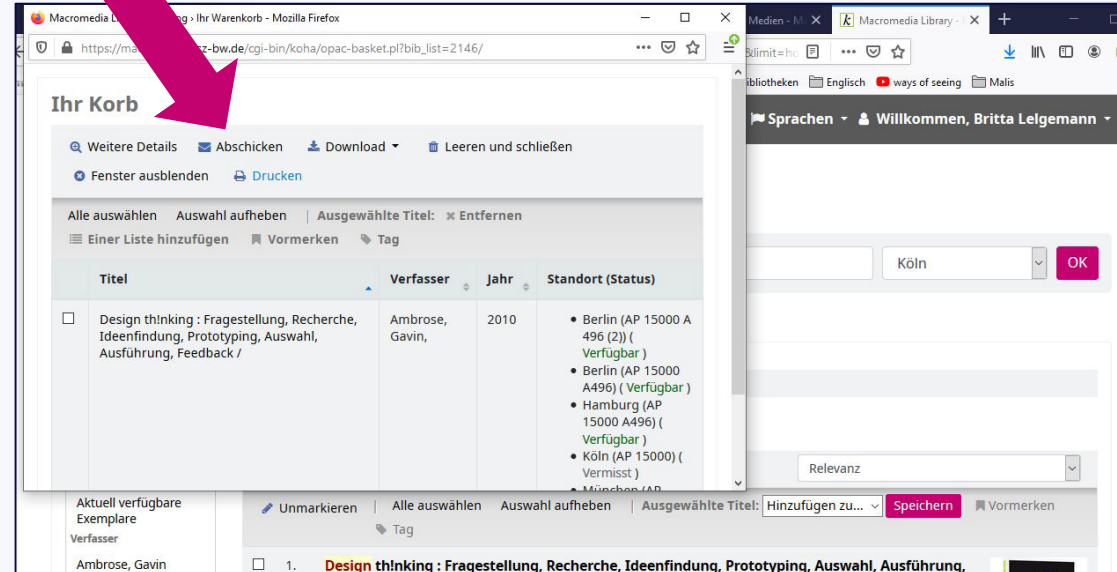 Macromedia L ng › Ihr Warenkorb - Mozilla Firefox
Medien - M
Macromedia Library -
https://ma sz-bw.de/cgi-bin/koha/opac-basket.pl?bib_list=2146/
&limit=hc
bibliotheken Englisch ways of seeing Malis
Ihr Korb
Sprachen Willkommen, Britta Lelgemann
Weitere Details Abschicken Download Leeren und schließen
Fenster ausblenden Drucken
Alle auswählen Auswahl aufheben | Ausgewählte Titel: Entfernen
Einer Liste hinzufügen Vormerken Tag
Köln OK
Titel Verfasser Jahr Standort (Status)
Design th!nking : Fragestellung, Recherche,
Ideenfindung, Prototyping, Auswahl,
Ausführung, Feedback /
Ambrose,
Gavin,
2010
• Berlin (AP 15000 A
496 (2)) (
Verfügbar )
• Berlin (AP 15000
A496) ( Verfügbar )
• Hamburg (AP
15000 A496) (
Verfügbar )
• Köln (AP 15000) (
Vermisst )
• München (AP
Relevanz
Aktuell verfügbare
Exemplare
Verfasser
Ambrose, Gavin
Unmarkieren | Alle auswählen Auswahl aufheben | Ausgewählte Titel: Hinzufügen zu... Speichern Vormerken
Tag
1. Design th!nking : Fragestellung, Recherche, Ideenfindung, Prototyping, Auswahl, Ausführung,